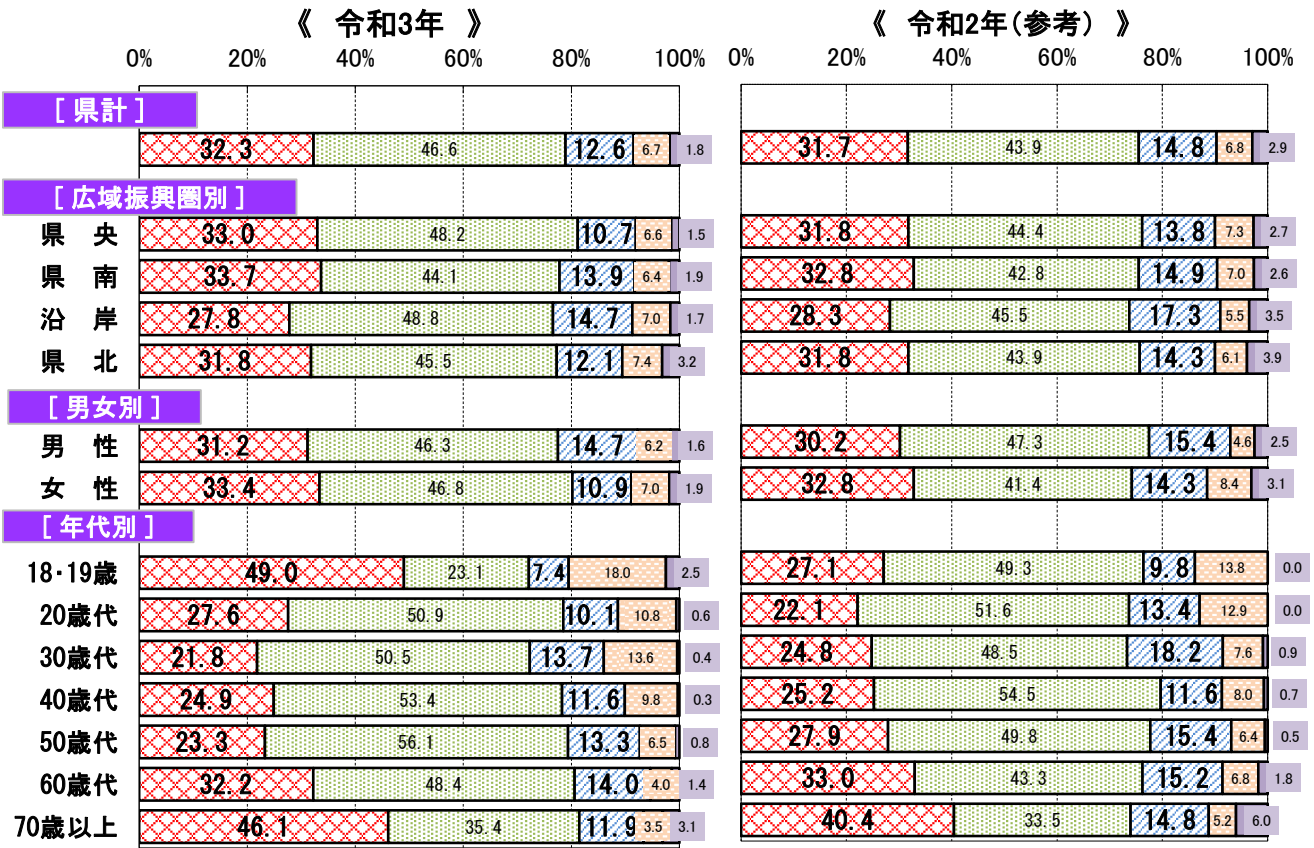 《 令和3年 》 《 令和2年(参考) 》
0% 20% 40% 60% 80% 100% 0% 20% 40% 60% 80% 100%
[ 県計 ]
32.3 46.6 12.6 6.7 1.8 31.7 43.9 14.8 6.8 2.9
[ 広域振興圏別 ]
県 央 33.0 48.2 10.7 6.6 1.5 31.8 44.4 13.8 7.3 2.7
県 南 33.7 44.1 13.9 6.4 1.9 32.8 42.8 14.9 7.0 2.6
沿 岸 27.8 48.8 14.7 7.0 1.7 28.3 45.5 17.3 5.5 3.5
県 北 31.8 45.5 12.1 7.4 3.2 31.8 43.9 14.3 6.1 3.9
[ 男女別 ]
男 性 31.2 46.3 14.7 6.2 1.6 30.2 47.3 15.4 4.6 2.5
女 性 33.4 46.8 10.9 7.0 1.9 32.8 41.4 14.3 8.4 3.1
[ 年代別 ]
18・19歳 49.0 23.1 7.4 18.0 2.5 27.1 49.3 9.8 13.8 0.0
20歳代 27.6 50.9 10.1 10.8 0.6 22.1 51.6 13.4 12.9 0.0
30歳代 21.8 50.5 13.7 13.6 0.4 24.8 48.5 18.2 7.6 0.9
40歳代 24.9 53.4 11.6 9.8 0.3 25.2 54.5 11.6 8.0 0.7
50歳代 23.3 56.1 13.3 6.5 0.8 27.9 49.8 15.4 6.4 0.5
60歳代 32.2 48.4 14.0 4.0 1.4 33.0 43.3 15.2 6.8 1.8
70歳以上 46.1 35.4 11.9 3.5 3.1 40.4 33.5 14.8 5.2 6.0